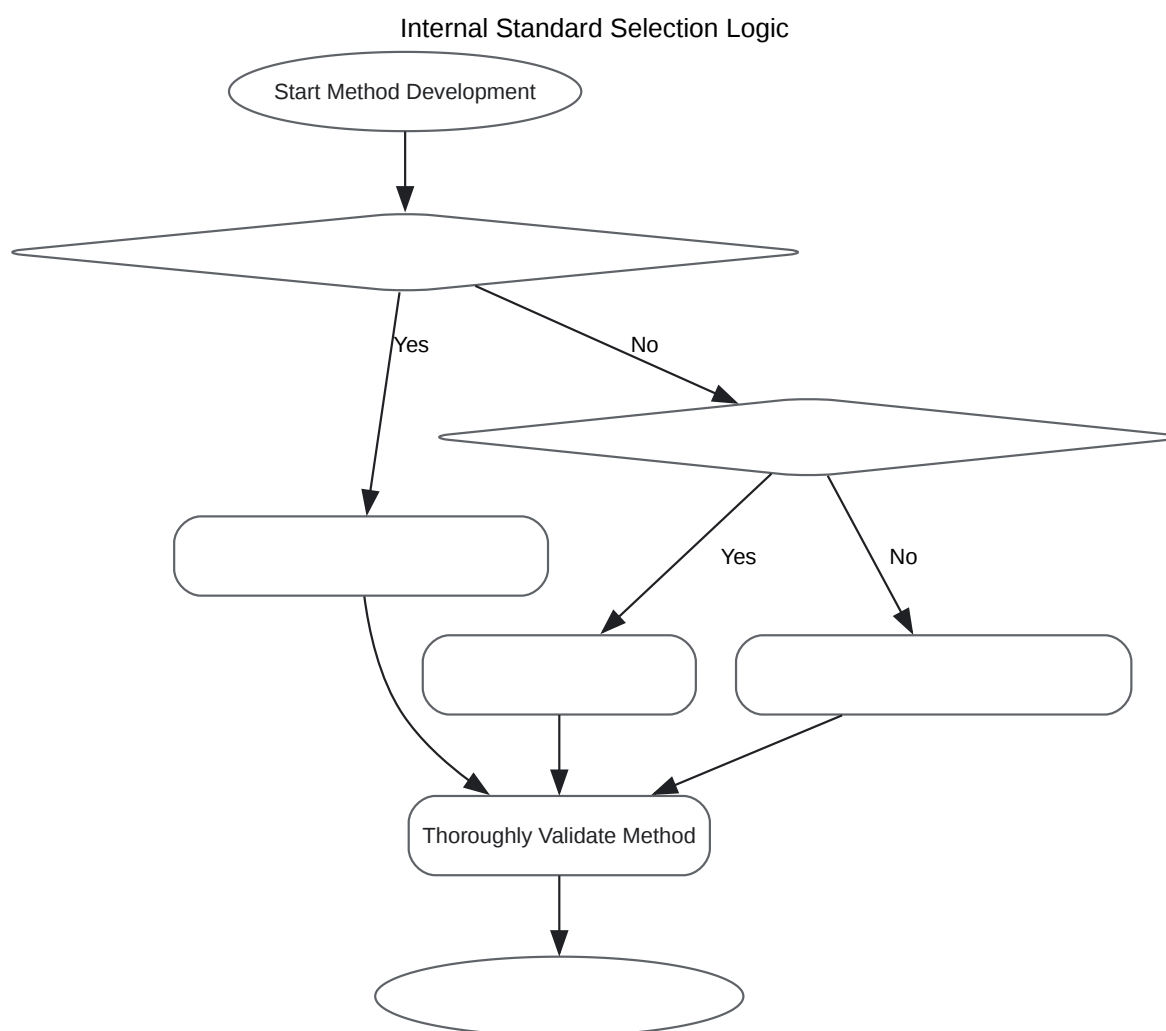 Internal Standard Selection Logic
Start Method Development
Yes
No
Yes
No
Thoroughly Validate Method